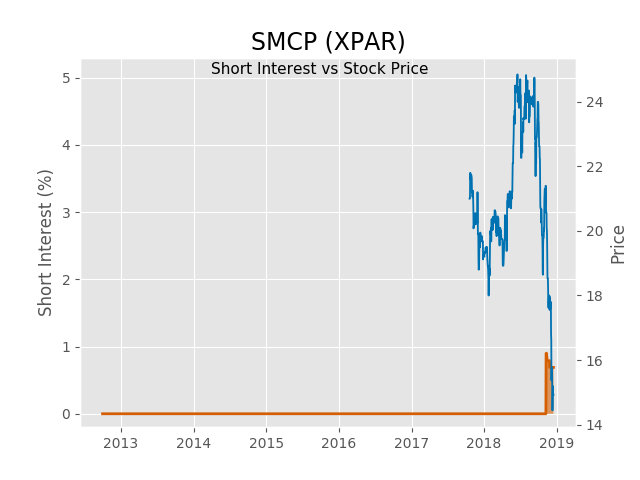 SMCP (XPAR)
Short Interest vs Stock Price
Short Interest (%)
5
4
3
2
1
0
24
22
20
18
16
14
Price
2013 2014 2015 2016 2017 2018 2019